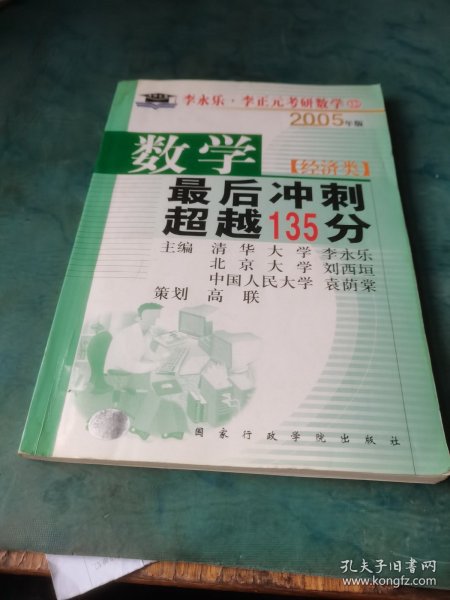 李永乐·李正元考研数学
2005年版
数学
【经济类】
最后冲刺
超越135分
主编 清华大学 李永乐
北京大学 刘西垣
中国人民大学 袁荫棠
策划 高联
国家行政学院出版社
孔夫子旧书网
www.kongfz.com